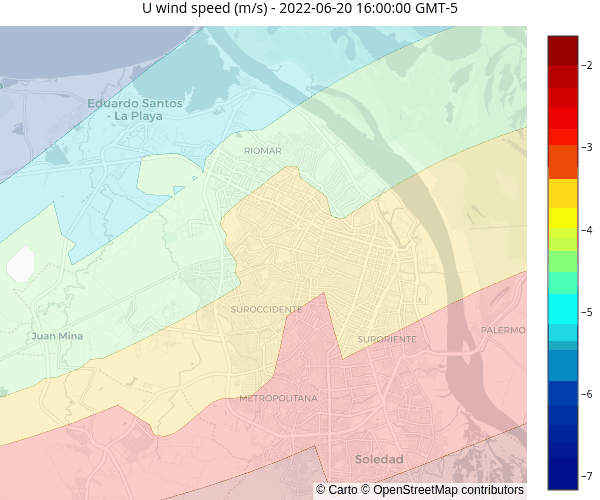 U wind speed (m/s) - 2022-06-20 16:00:00 GMT-5
Eduardo Santos
- La Playa
RIOMAR
SUROCCIDENTE
Juan Mina
SURORIENTE
PALERMO
METROPOLITANA
Soledad
−2
−3
−4
−5
−6
−7
© Carto © OpenStreetMap contributors